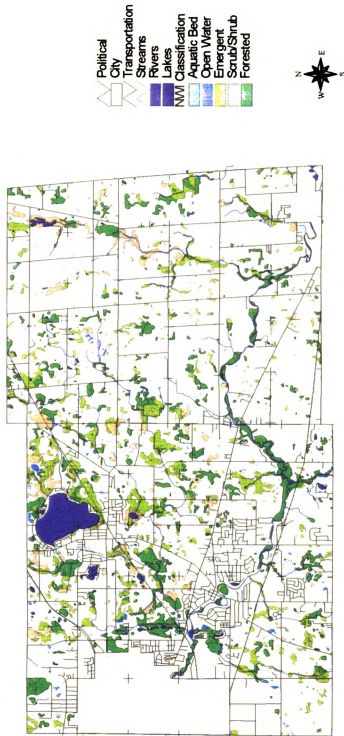 Political
City
Transportation
Streams
Rivers
Lakes
NWI Classification
Aquatic Bed
Open Water
Emergent
Scrub/Shrub
Forested
N
W E
S